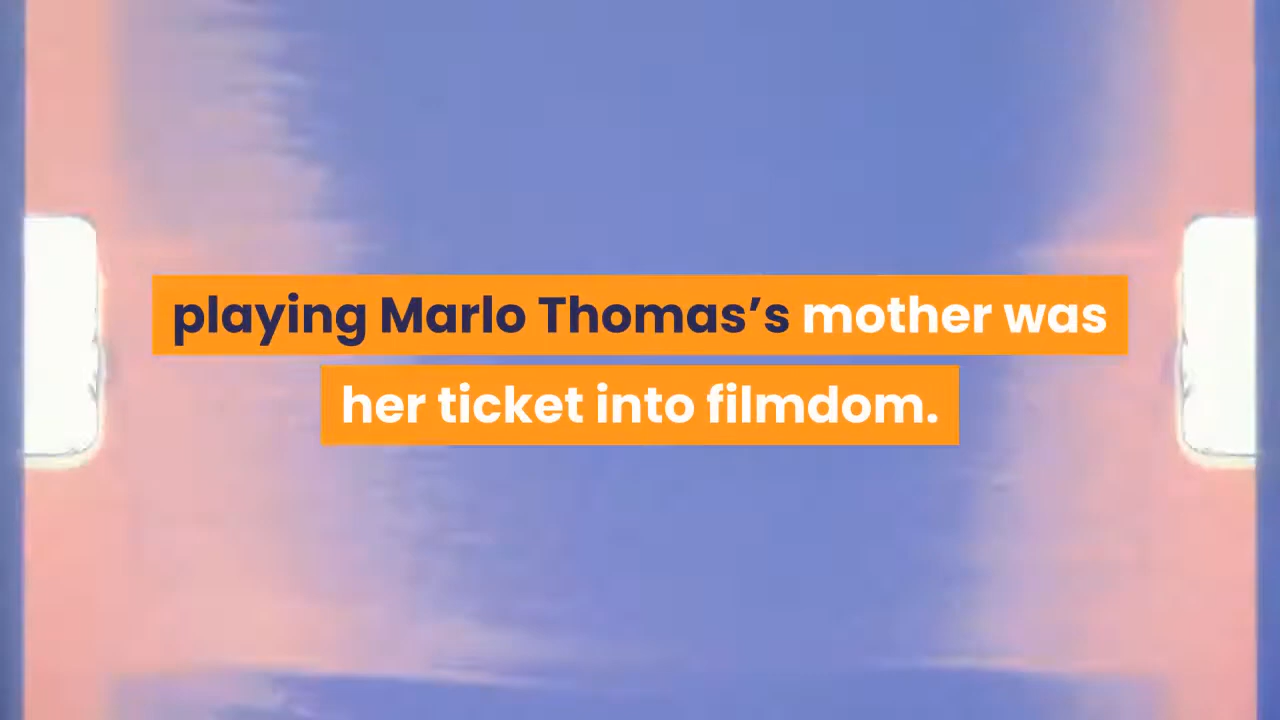 playing Marlo Thomas’s mother was
her ticket into filmdom.